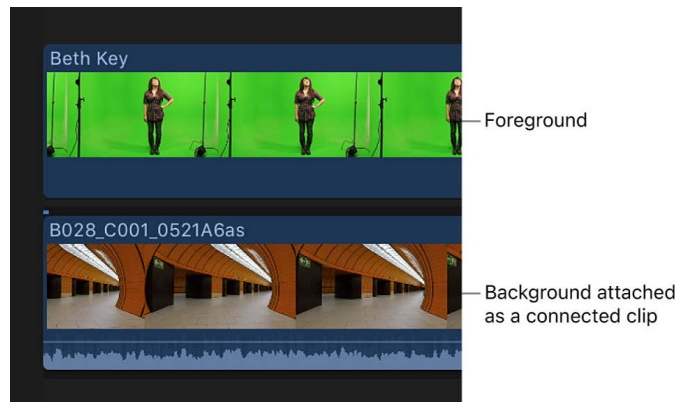 Beth Key
Foreground
B028_C001_0521A6as
Background attached
as a connected clip